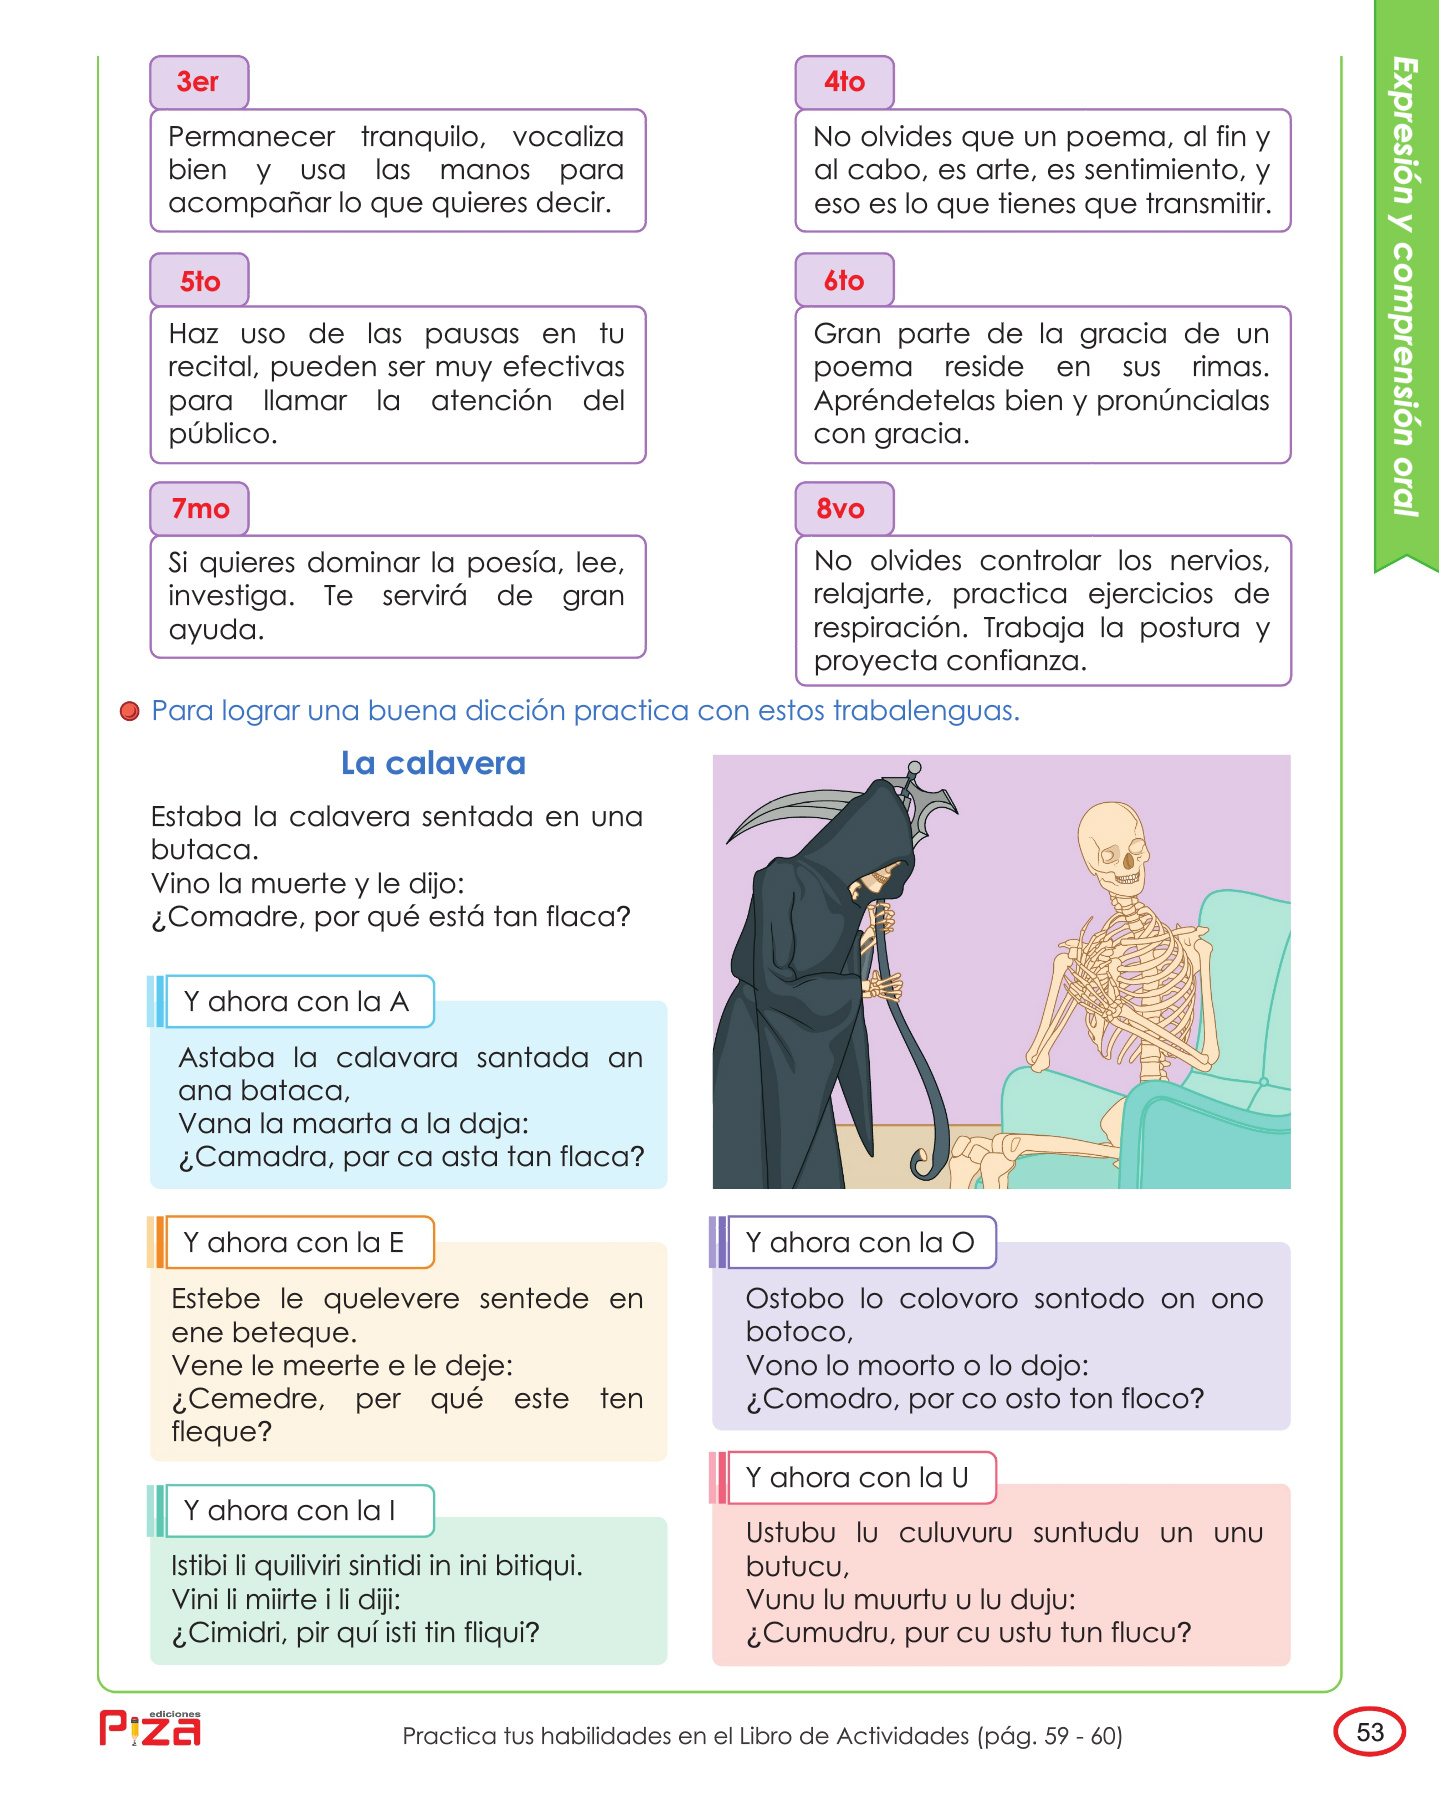 Expresión y comprensión oral
3er
Permanecer tranquilo, vocaliza
bien y usa las manos para
acompañar lo que quieres decir.
4to
No olvides que un poema, al fin y
al cabo, es arte, es sentimiento, y
eso es lo que tienes que transmitir.
5to
Haz uso de las pausas en tu
recital, pueden ser muy efectivas
para llamar la atención del
público.
6to
Gran parte de la gracia de un
poema reside en sus rimas.
Apréndetelas bien y pronúncialas
con gracia.
7mo
Si quieres dominar la poesía, lee,
investiga. Te servirá de gran
ayuda.
8vo
No olvides controlar los nervios,
relajarte, practica ejercicios de
respiración. Trabaja la postura y
proyecta confianza.
Para lograr una buena dicción practica con estos trabalenguas.
La calavera
Estaba la calavera sentada en una
butaca.
Vino la muerte y le dijo:
¿Comadre, por qué está tan flaca?
Y ahora con la A
Astaba la calavara santada an
ana bataca,
Vana la maarta a la daja:
¿Camadra, par ca asta tan flaca?
Y ahora con la E
Estebe le quelevere sentede en
ene beteque.
Vene le meerte e le deje:
¿Cemedre, per qué este ten
fleque?
Y ahora con la I
Istibi li quiliviri sintidi in ini bitiqui.
Vini li miirte i li diji:
¿Cimidri, pir quí isti tin fliqui?
Y ahora con la O
Ostobo lo colovoro sontodo on ono
botoco,
Vono lo moorto o lo dojo:
¿Comodro, por co osto ton floco?
Y ahora con la U
Ustubu lu culuvuru suntudu un unu
butucu,
Vunu lu muurtu u lu duju:
¿Cumudru, pur cu ustu tun flucu?
ediciones
Piza
Practica tus habilidades en el Libro de Actividades (pág. 59 - 60)
53